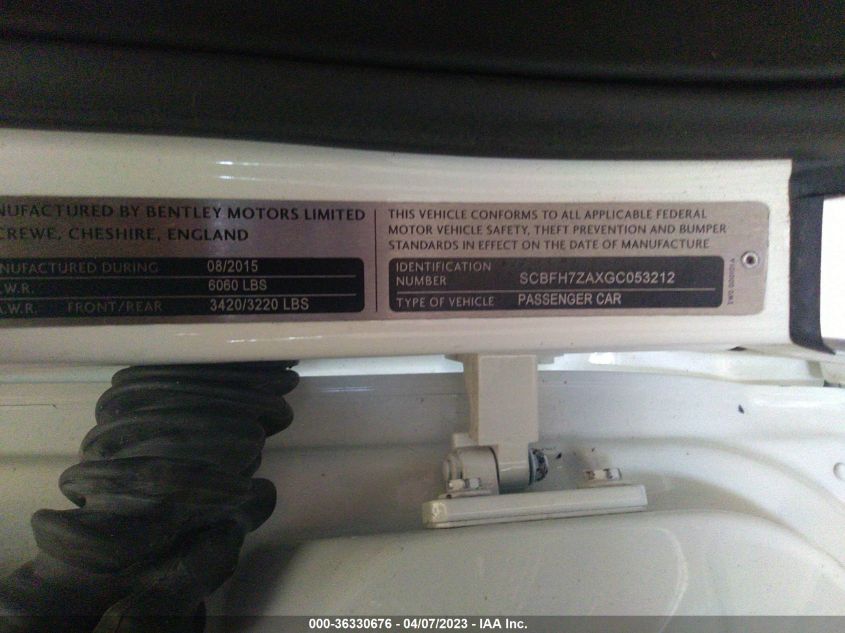 NUFACTURED BY BENTLEY MOTORS LIMITED
CREWE, CHESHIRE, ENGLAND
NUFACTURED DURING 08/2015
.W.R. 6060 LBS
.W.R. FRONT/REAR 3420/3220 LBS
THIS VEHICLE CONFORMS TO ALL APPLICABLE FEDERAL
MOTOR VEHICLE SAFETY, THEFT PREVENTION AND BUMPER
STANDARDS IN EFFECT ON THE DATE OF MANUFACTURE
IDENTIFICATION
NUMBER SCBFH7ZAXGC053212
TYPE OF VEHICLE PASSENGER CAR
000-36330676 - 04/07/2023 - IAA Inc.